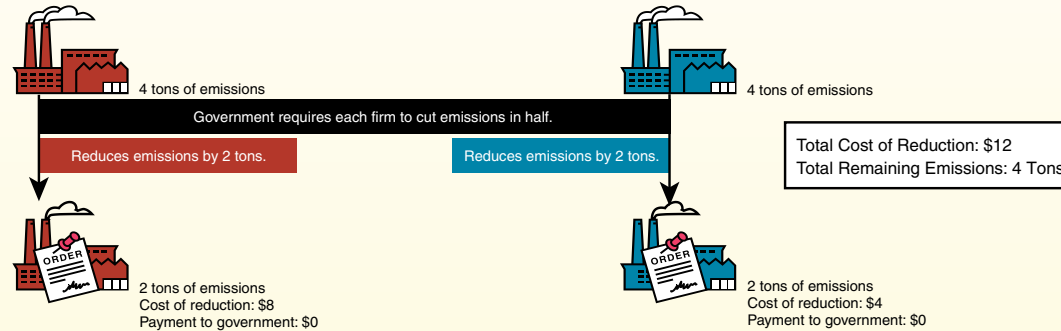 4 tons of emissions
4 tons of emissions
Government requires each firm to cut emissions in half.
Reduces emissions by 2 tons.
Reduces emissions by 2 tons.
Total Cost of Reduction: $12
Total Remaining Emissions: 4 Tons
ORDER
2 tons of emissions
Cost of reduction: $8
Payment to government: $0
ORDER
2 tons of emissions
Cost of reduction: $4
Payment to government: $0